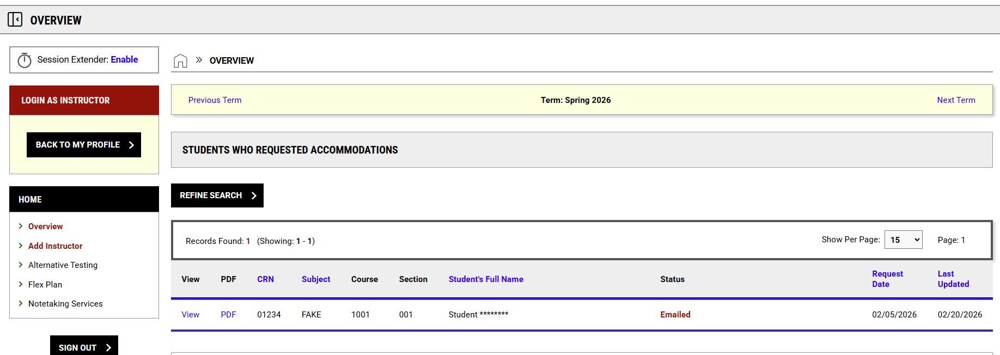 OVERVIEW
Session Extender: Enable
LOGIN AS INSTRUCTOR
BACK TO MY PROFILE
HOME
Overview
Add Instructor
Alternative Testing
Flex Plan
Notetaking Services
SIGN OUT
OVERVIEW
Previous Term Term: Spring 2026 Next Term
STUDENTS WHO REQUESTED ACCOMMODATIONS
REFINE SEARCH
Records Found: 1 (Showing: 1 - 1) Show Per Page: 15 Page: 1
View PDF CRN Subject Course Section Student's Full Name Status Request Date Last Updated
View PDF 01234 FAKE 1001 001 Student ******** Emailed 02/05/2026 02/20/2026